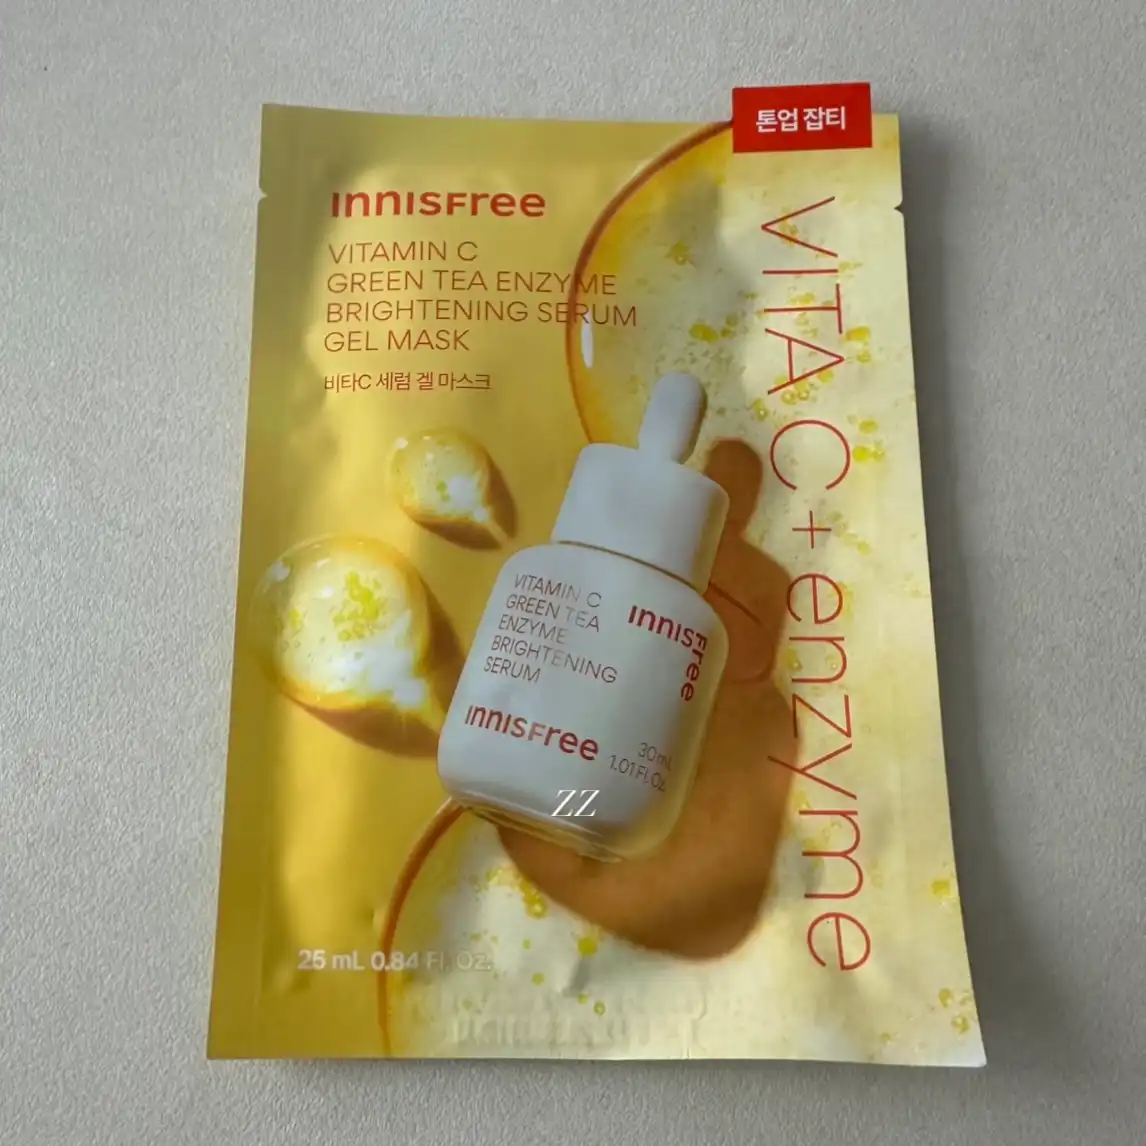 톤업 잡티
INNISFree
VITAMIN C
GREEN TEA ENZYME
BRIGHTENING SERUM
GEL MASK
비타C 세럼 겔 마스크
VITA C + enzyme
VITAMIN C
GREEN TEA
ENZYME
BRIGHTENING
SERUM
INNISFree
INNISFree
30 mL
1.01 Fl. Oz.
ZZ
25 mL 0.84 Fl. Oz.